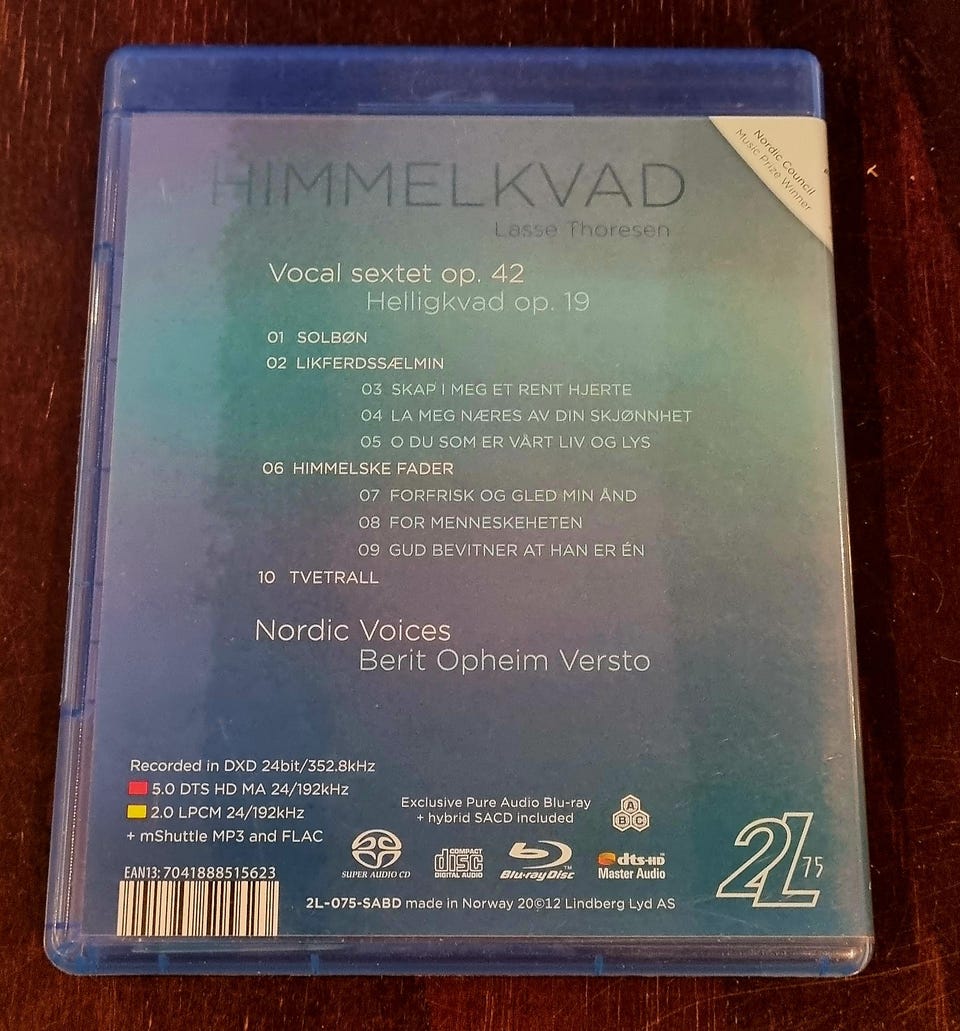 Nordic Council
Music Prize Winner
HIMMELKVAD
Lasse Thoresen
Vocal sextet op. 42
Helligkvad op. 19
01 SOLBØN
02 LIKFERDSSÆLMIN
03 SKAP I MEG ET RENT HJERTE
04 LA MEG NÆRES AV DIN SKJØNNHET
05 O DU SOM ER VÅRT LIV OG LYS
06 HIMMELSKE FADER
07 FORFRISK OG GLED MIN ÅND
08 FOR MENNESKEHETEN
09 GUD BEVITNER AT HAN ER ÉN
10 TVETRALL
Nordic Voices
Berit Opheim Versto
Recorded in DXD 24bit/352.8kHz
5.0 DTS HD MA 24/192kHz
2.0 LPCM 24/192kHz
+ mShuttle MP3 and FLAC
Exclusive Pure Audio Blu-ray
+ hybrid SACD included
A
B C
SUPER AUDIO CD
COMPACT
disc
DIGITAL AUDIO
Blu-ray Disc
dts-HD
Master Audio
2L
75
EAN13: 7041888515623
2L-075-SABD made in Norway 20©12 Lindberg Lyd AS